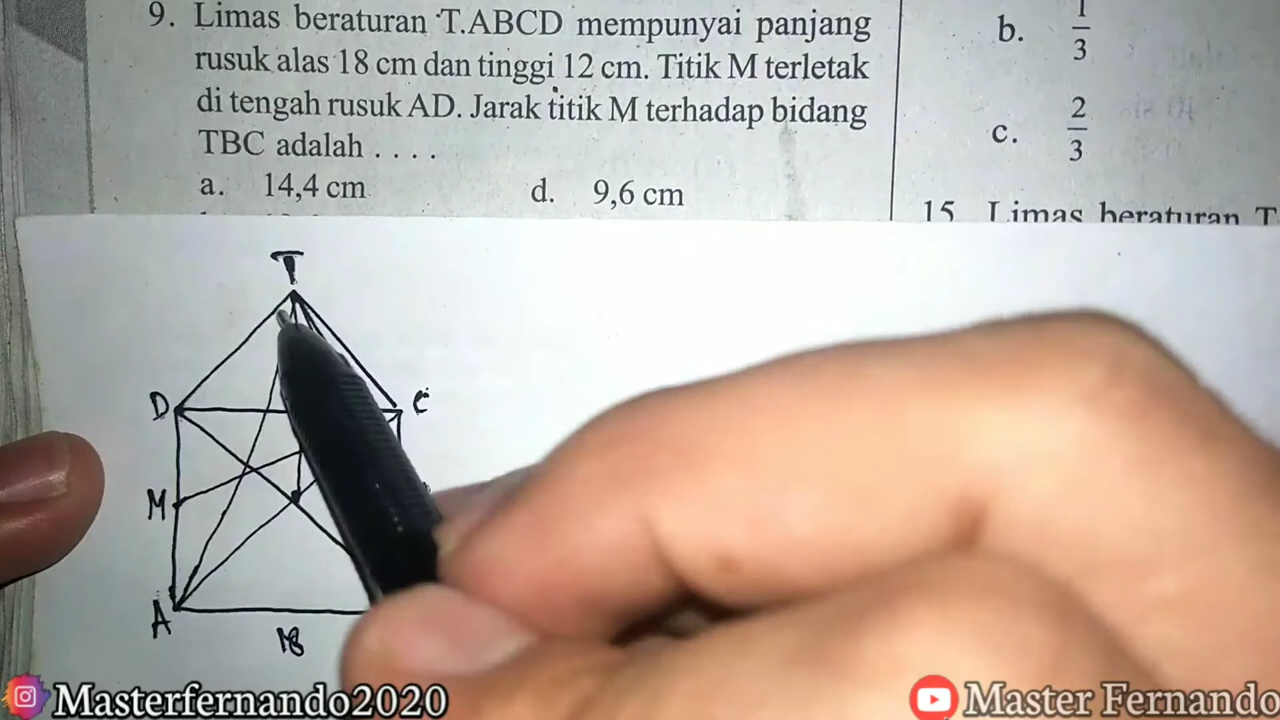 9. Limas beraturan T.ABCD mempunyai panjang
rusuk alas 18 cm dan tinggi 12 cm. Titik M terletak
di tengah rusuk AD. Jarak titik M terhadap bidang
TBC adalah . . . .
a. 14,4 cm
d. 9,6 cm
b. 1/3
c. 2/3
15 Limas beraturan T
T
D
C
M
A
18
Masterfernando2020
Master Fernando